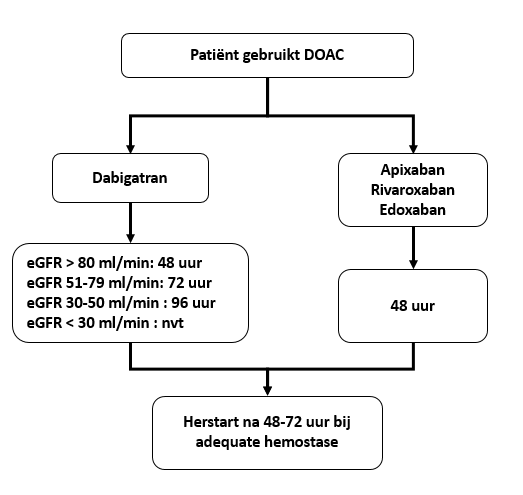 Patiënt gebruikt DOAC
Dabigatran
Apixaban
Rivaroxaban
Edoxaban
eGFR > 80 ml/min: 48 uur
eGFR 51-79 ml/min: 72 uur
eGFR 30-50 ml/min : 96 uur
eGFR < 30 ml/min : nvt
48 uur
Herstart na 48-72 uur bij
adequate hemostase